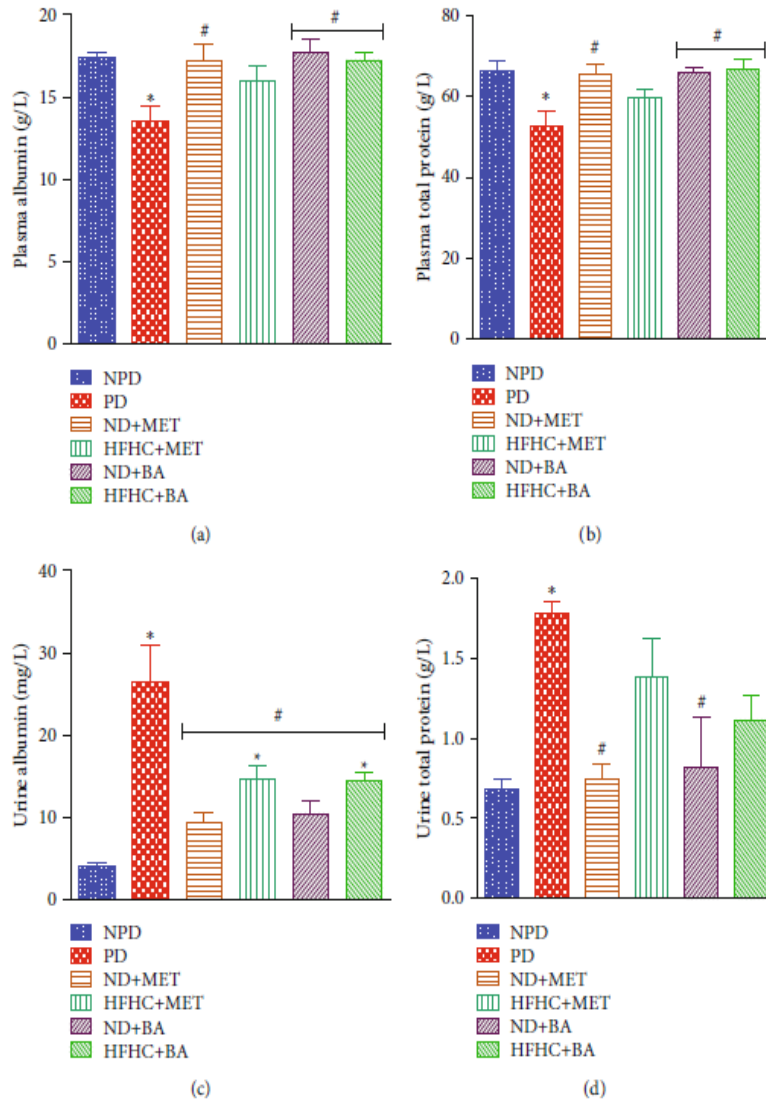 20
15
10
5
0
Plasma albumin (g/L)
*
#
#
NPD
PD
ND+MET
HFHC+MET
ND+BA
HFHC+BA
(a)
80
60
40
20
0
Plasma total protein (g/L)
*
#
#
NPD
PD
ND+MET
HFHC+MET
ND+BA
HFHC+BA
(b)
40
30
20
10
0
Urine albumin (mg/L)
*
#
*
*
NPD
PD
ND+MET
HFHC+MET
ND+BA
HFHC+BA
(c)
2.0
1.5
1.0
0.5
0.0
Urine total protein (g/L)
*
#
#
NPD
PD
ND+MET
HFHC+MET
ND+BA
HFHC+BA
(d)